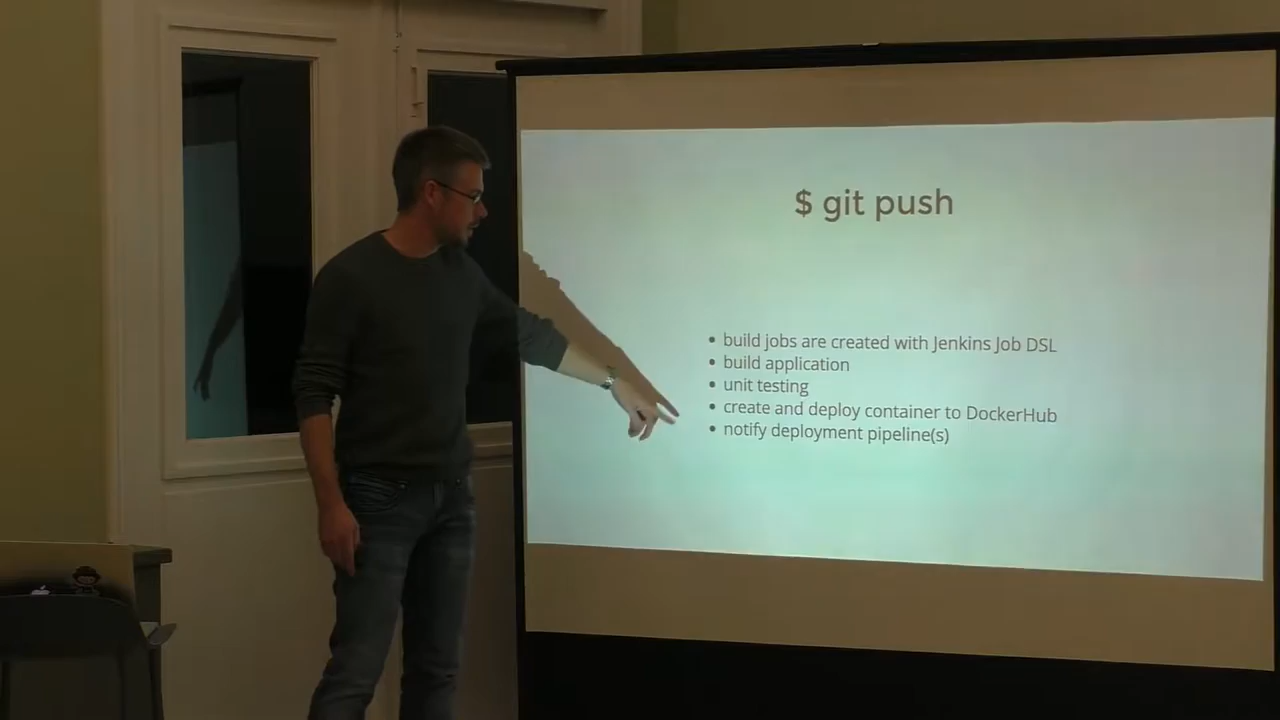 $ git push
• build jobs are created with Jenkins Job DSL
• build application
• unit testing
• create and deploy container to DockerHub
• notify deployment pipeline(s)